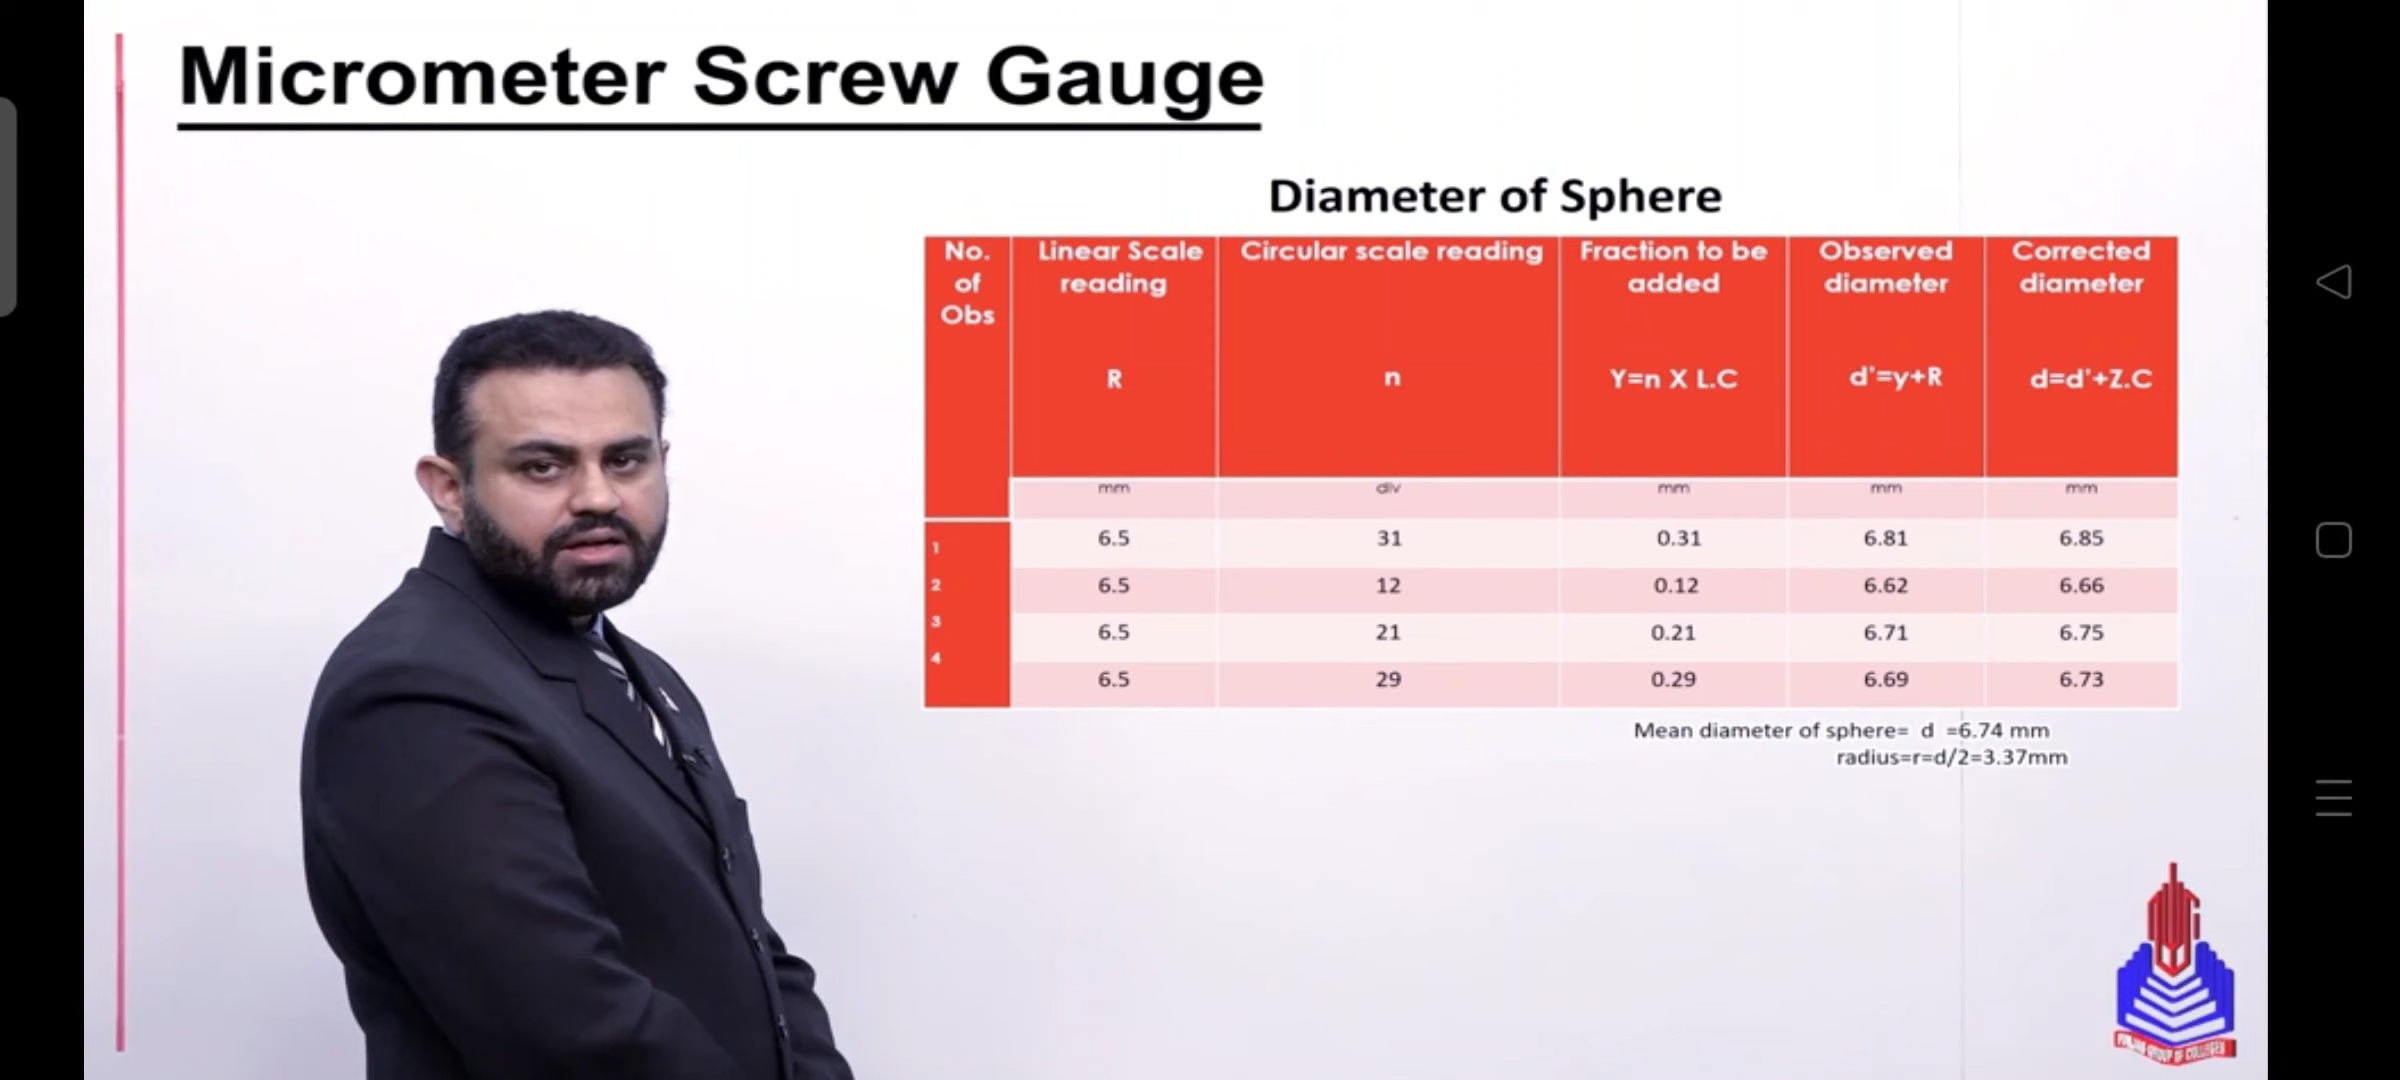 Micrometer Screw Gauge
Diameter of Sphere
No. of Obs | Linear Scale reading R | Circular scale reading n | Fraction to be added Y=n X L.C | Observed diameter d'=y+R | Corrected diameter d=d'+Z.C
mm | div | mm | mm | mm
1 | 6.5 | 31 | 0.31 | 6.81 | 6.85
2 | 6.5 | 12 | 0.12 | 6.62 | 6.66
3 | 6.5 | 21 | 0.21 | 6.71 | 6.75
4 | 6.5 | 29 | 0.29 | 6.69 | 6.73
Mean diameter of sphere= d =6.74 mm
radius=r=d/2=3.37mm
PUNJAB GROUP OF COLLEGES